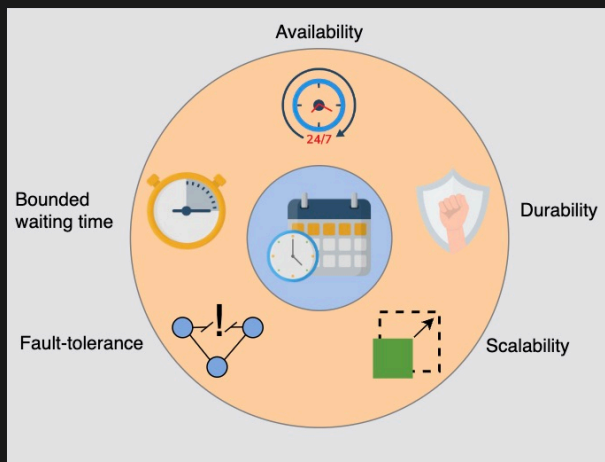 Availability
24/7
Bounded
waiting time
Durability
!
Fault-tolerance
Scalability